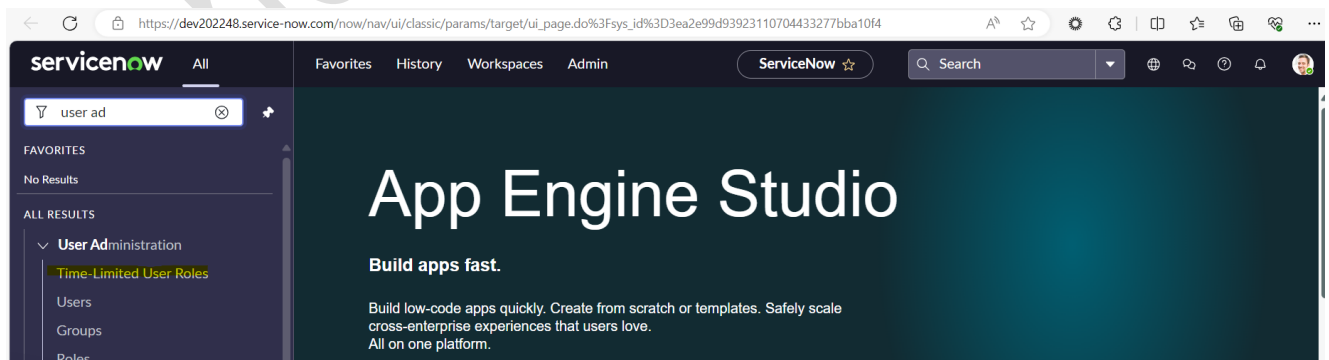 https://dev202248.service-now.com/now/nav/ui/classic/params/target/ui_page.do%3Fsys_id%3D3ea2e99d93923110704433277bba10f4
servicenow All Favorites History Workspaces Admin ServiceNow Search
user ad
FAVORITES
No Results
ALL RESULTS
User Administration
Time-Limited User Roles
Users
Groups
Roles
App Engine Studio
Build apps fast.
Build low-code apps quickly. Create from scratch or templates. Safely scale
cross-enterprise experiences that users love.
All on one platform.